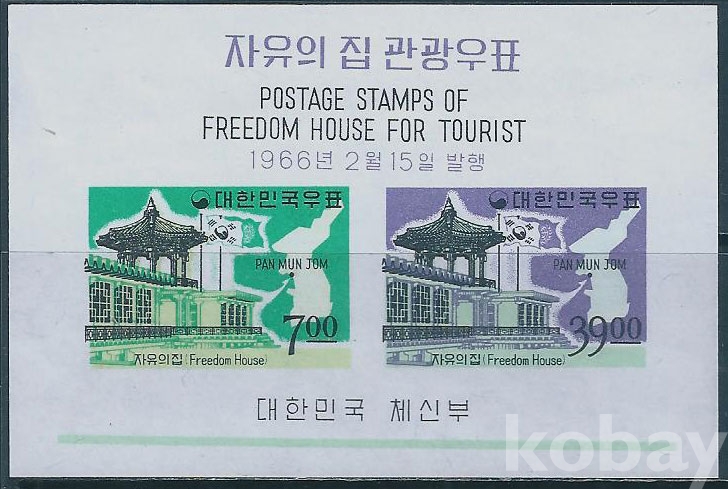 자유의 집 관광우표
POSTAGE STAMPS OF
FREEDOM HOUSE FOR TOURIST
1966년 2월 15일 발행
대한민국우표
PAN MUN JOM
7.00
자유의집 (Freedom House)
대한민국우표
PAN MUN JOM
39.00
자유의집 (Freedom House)
대한민국 체신부
kobay